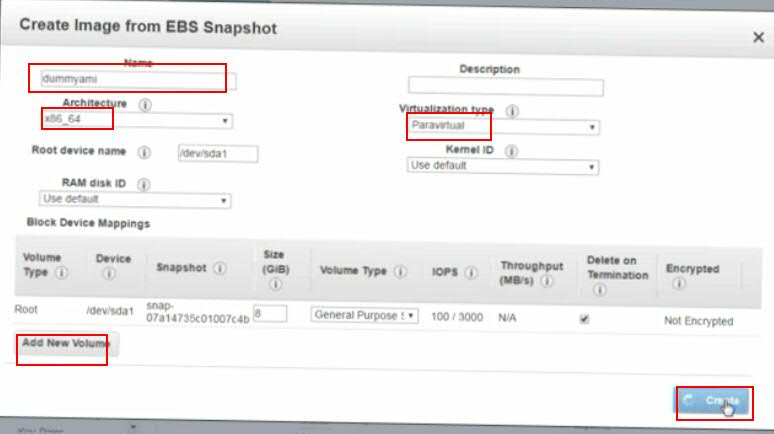 Create Image from EBS Snapshot
Name
dummyami
Description
Architecture
x86_64
Virtualization type
Paravirtual
Root device name
/dev/sda1
Kernel ID
Use default
RAM disk ID
Use default
Block Device Mappings
Volume Type
Device
Snapshot
Size (GiB)
Volume Type
IOPS
Throughput (MB/s)
Delete on Termination
Encrypted
Root
/dev/sda1
snap-
07a14735c01007c4b
8
General Purpose S
100 / 3000
N/A
Not Encrypted
Add New Volume
Create